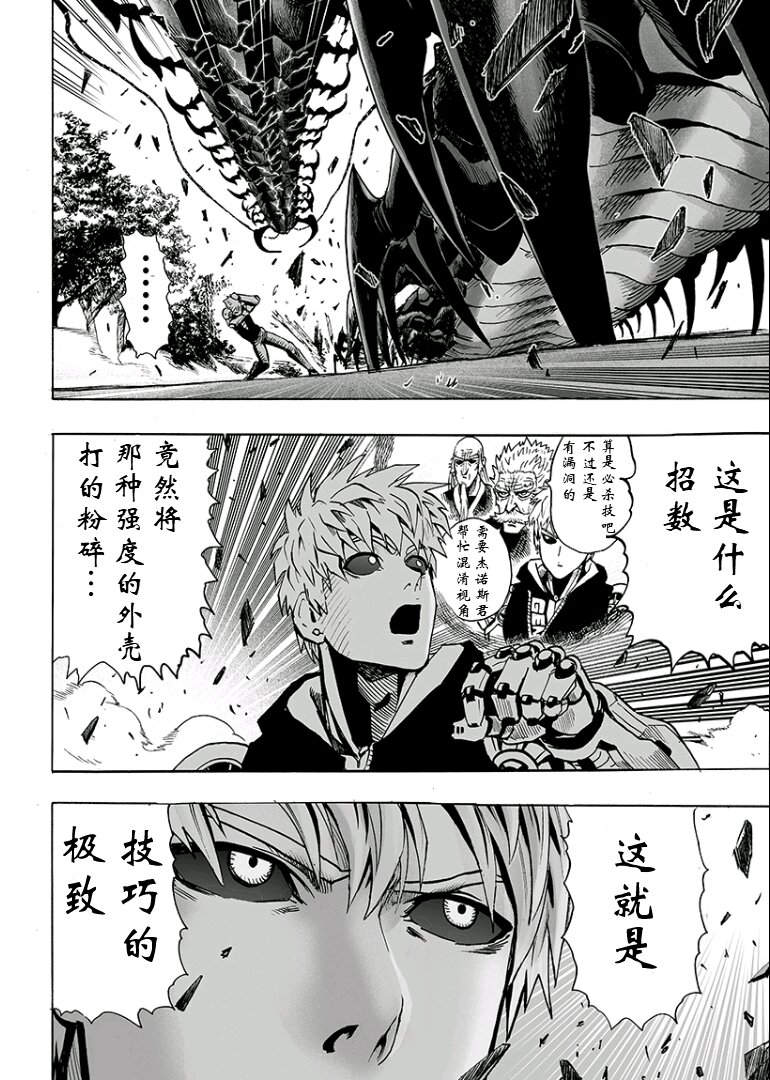 ……
这是什么
招数
算是必杀技吧
不过还是
有漏洞的
需要杰诺斯君
帮忙混淆视角
竟然将
那种强度的外壳
打的粉碎…
这就是
技巧的
极致